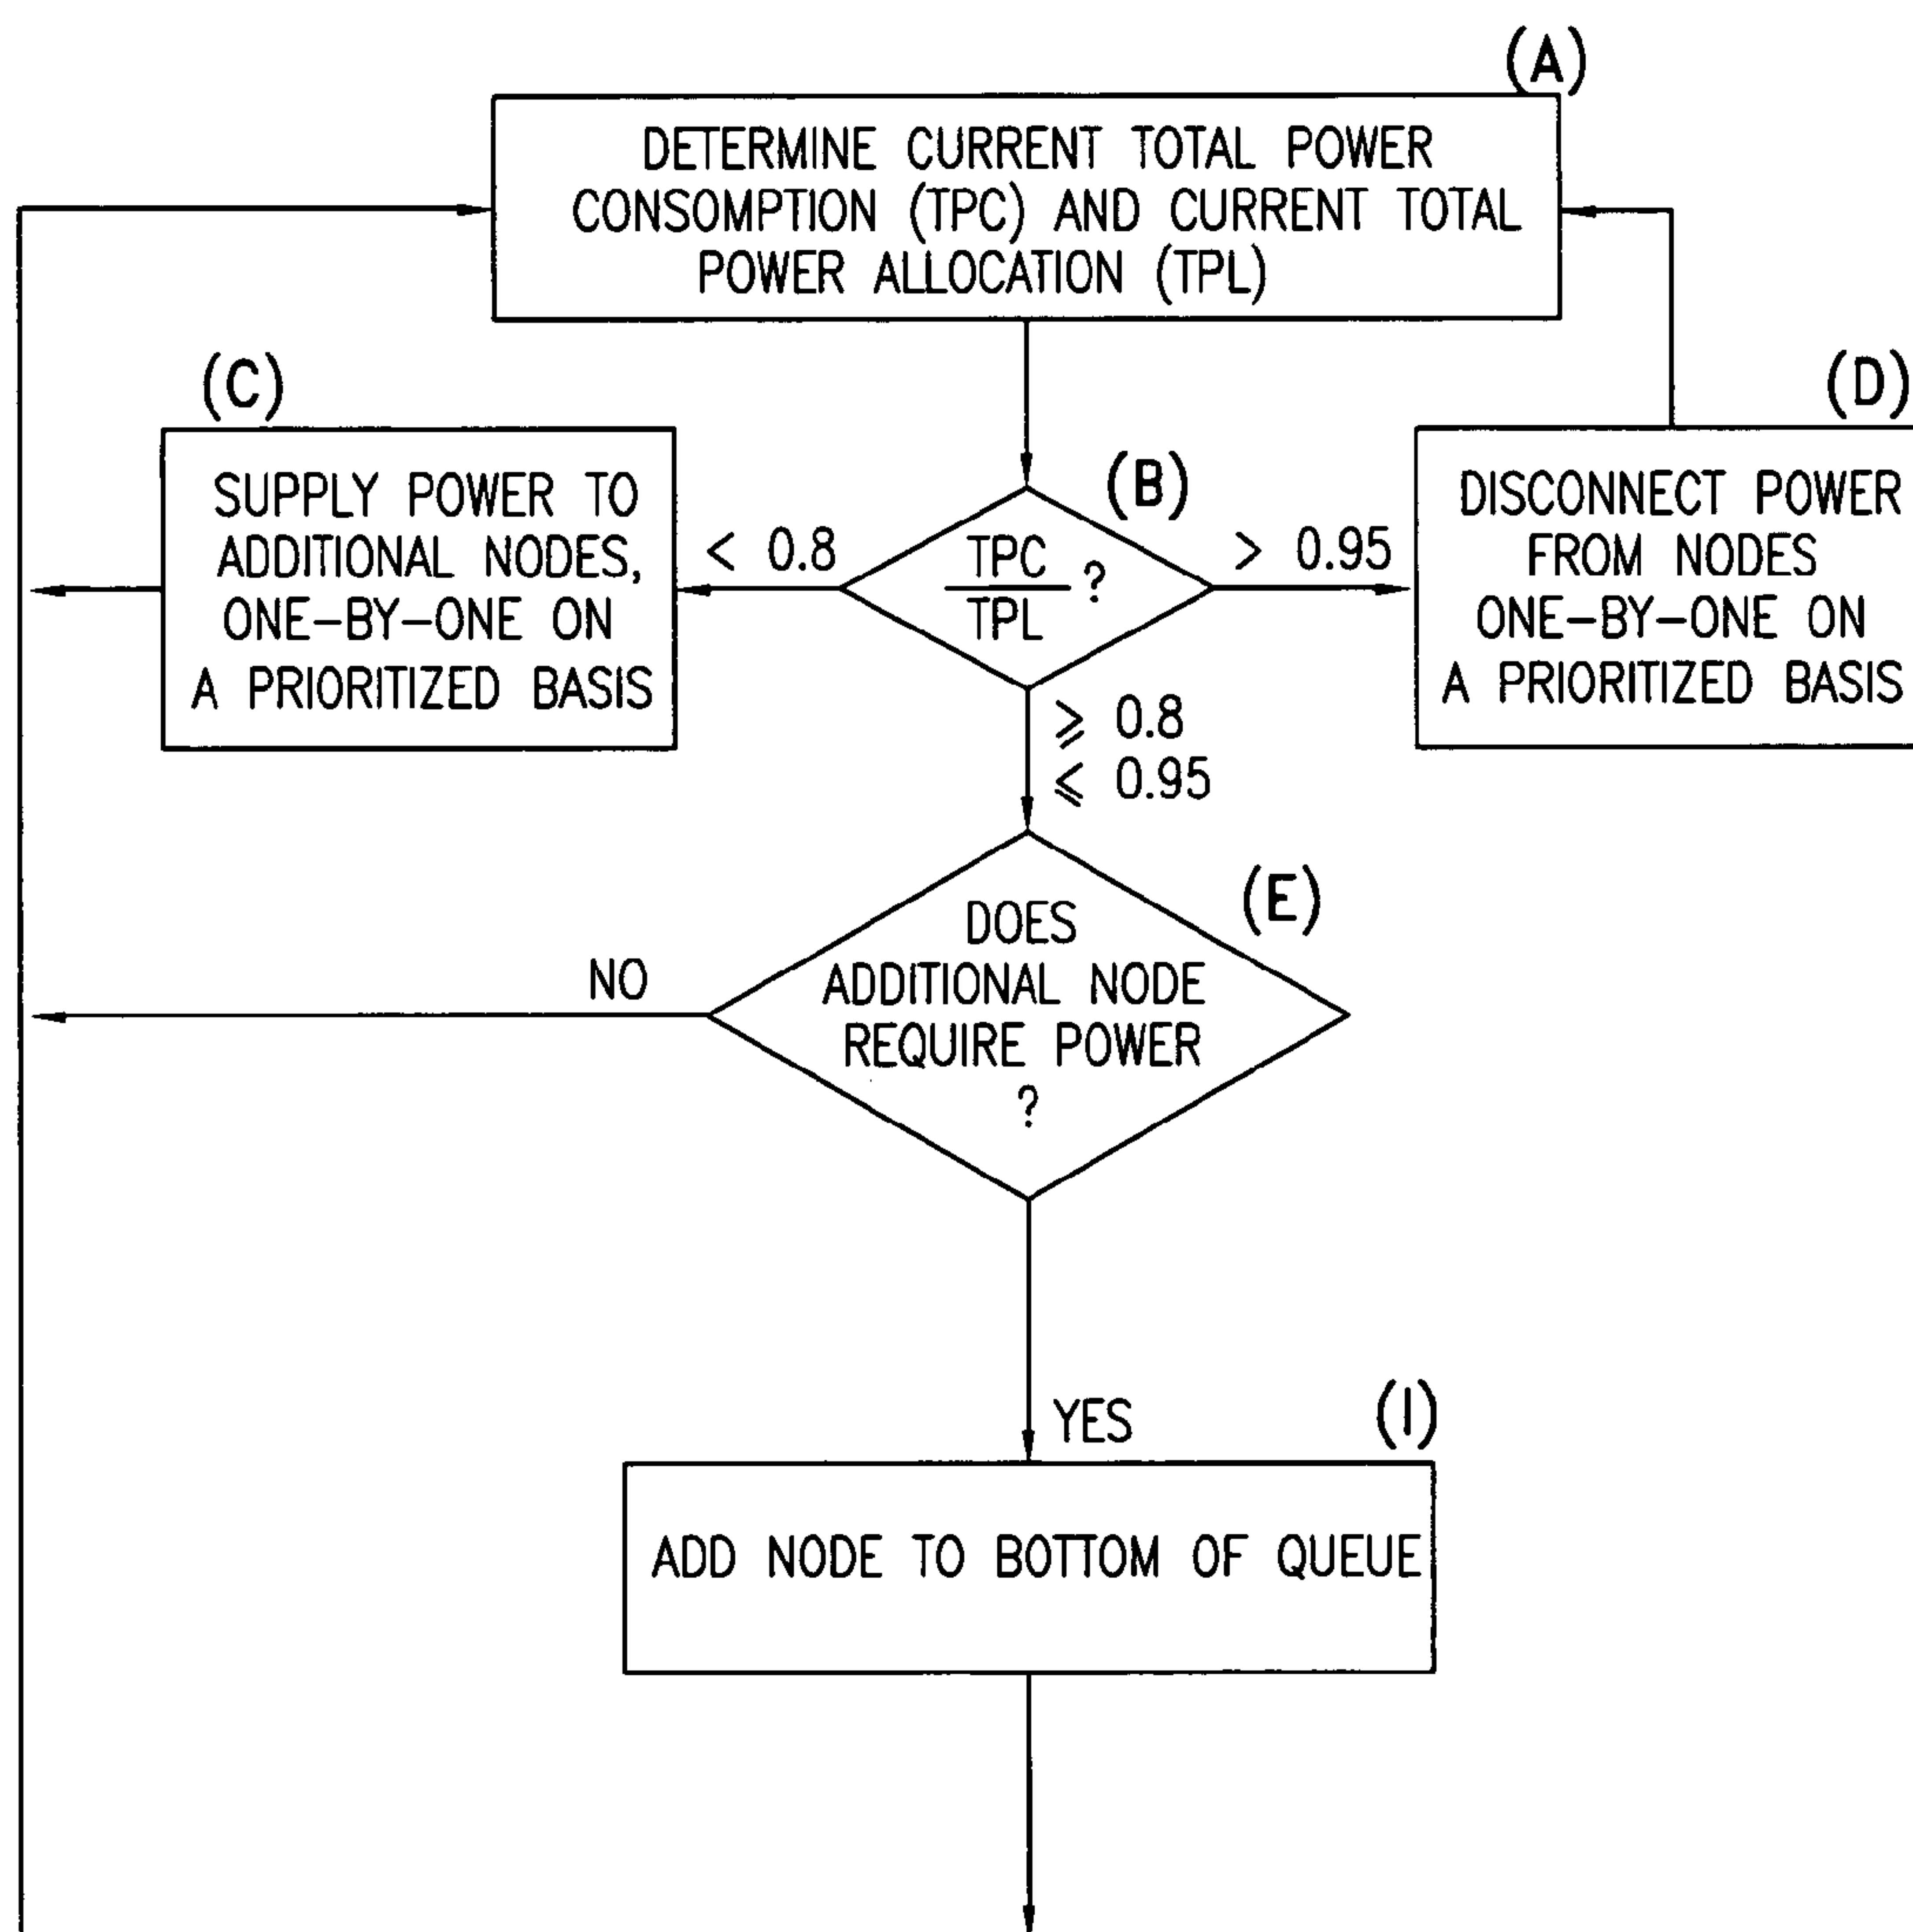 (A)
DETERMINE CURRENT TOTAL POWER
CONSOMPTION (TPC) AND CURRENT TOTAL
POWER ALLOCATION (TPL)
(C)
SUPPLY POWER TO
ADDITIONAL NODES,
ONE-BY-ONE ON
A PRIORITIZED BASIS
< 0.8
(B)
TPC
TPL
?
> 0.95
(D)
DISCONNECT POWER
FROM NODES
ONE-BY-ONE ON
A PRIORITIZED BASIS
⩾ 0.8
⩽ 0.95
(E)
DOES
ADDITIONAL NODE
REQUIRE POWER
?
NO
YES
(I)
ADD NODE TO BOTTOM OF QUEUE